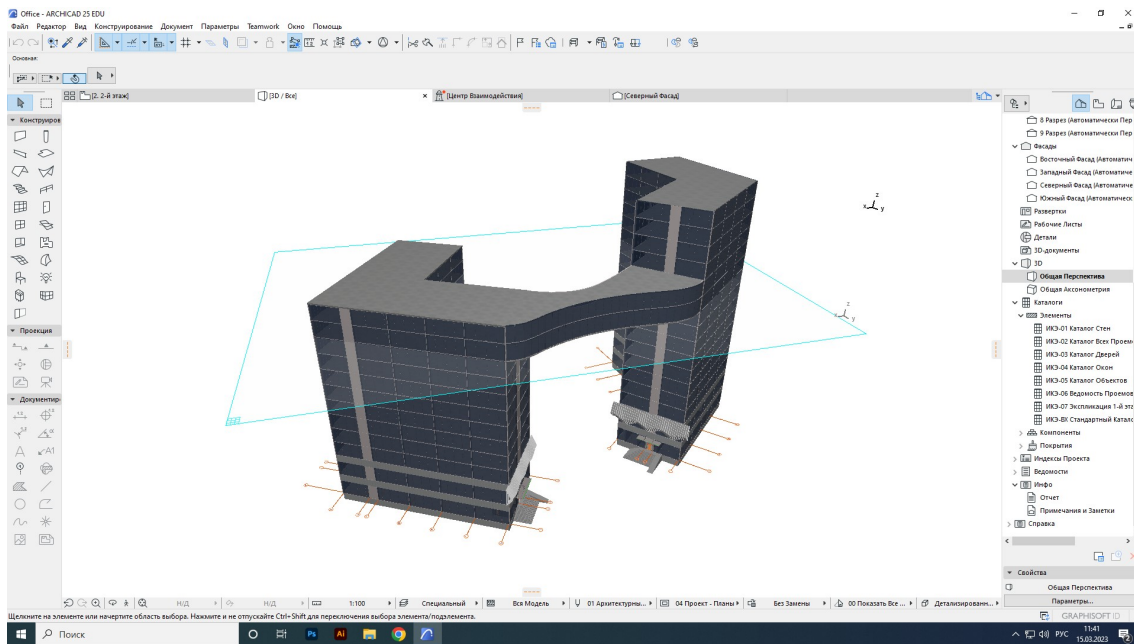 Office - ARCHICAD 25 EDU
Файл Редактор Вид Конструирование Документ Параметры Teamwork Окно Помощь
Основная:
[2. 2-й этаж]
[3D / Все]
[Центр Взаимодействия]
[Северный Фасад]
Конструиров
Проекция
Документир
8 Разрез (Автоматически Пер
9 Разрез (Автоматически Пер
Фасады
Восточный Фасад (Автоматич
Западный Фасад (Автоматиче
Северный Фасад (Автоматиче
Южный Фасад (Автоматическ
Развертки
Рабочие Листы
Детали
3D-документы
3D
Общая Перспектива
Общая Аксонометрия
Каталоги
Элементы
ИКЭ-01 Каталог Стен
ИКЭ-02 Каталог Всех Проем
ИКЭ-03 Каталог Дверей
ИКЭ-04 Каталог Окон
ИКЭ-05 Каталог Объектов
ИКЭ-06 Ведомость Проемов
ИКЭ-07 Экспликация 1-й эта
ИКЭ-ВХ Стандартный Катало
Компоненты
Покрытия
Индексы Проекта
Ведомости
Инфо
Отчет
Примечания и Заметки
Справка
Свойства
Общая Перспектива
Параметры...
GRAPHISOFT ID
z
x y
z
x y
Н/Д Н/Д 1:100 Специальный Вся Модель 01 Архитектурны... 04 Проект - Планы Без Замены 00 Показать Все ... Детализированн...
Щелкните на элементе или начертите область выбора. Нажмите и не отпускайте Ctrl+Shift для переключения выбора элемента/подэлемента.
Поиск
Ps
Ai
РУС
11:41
15.03.2023